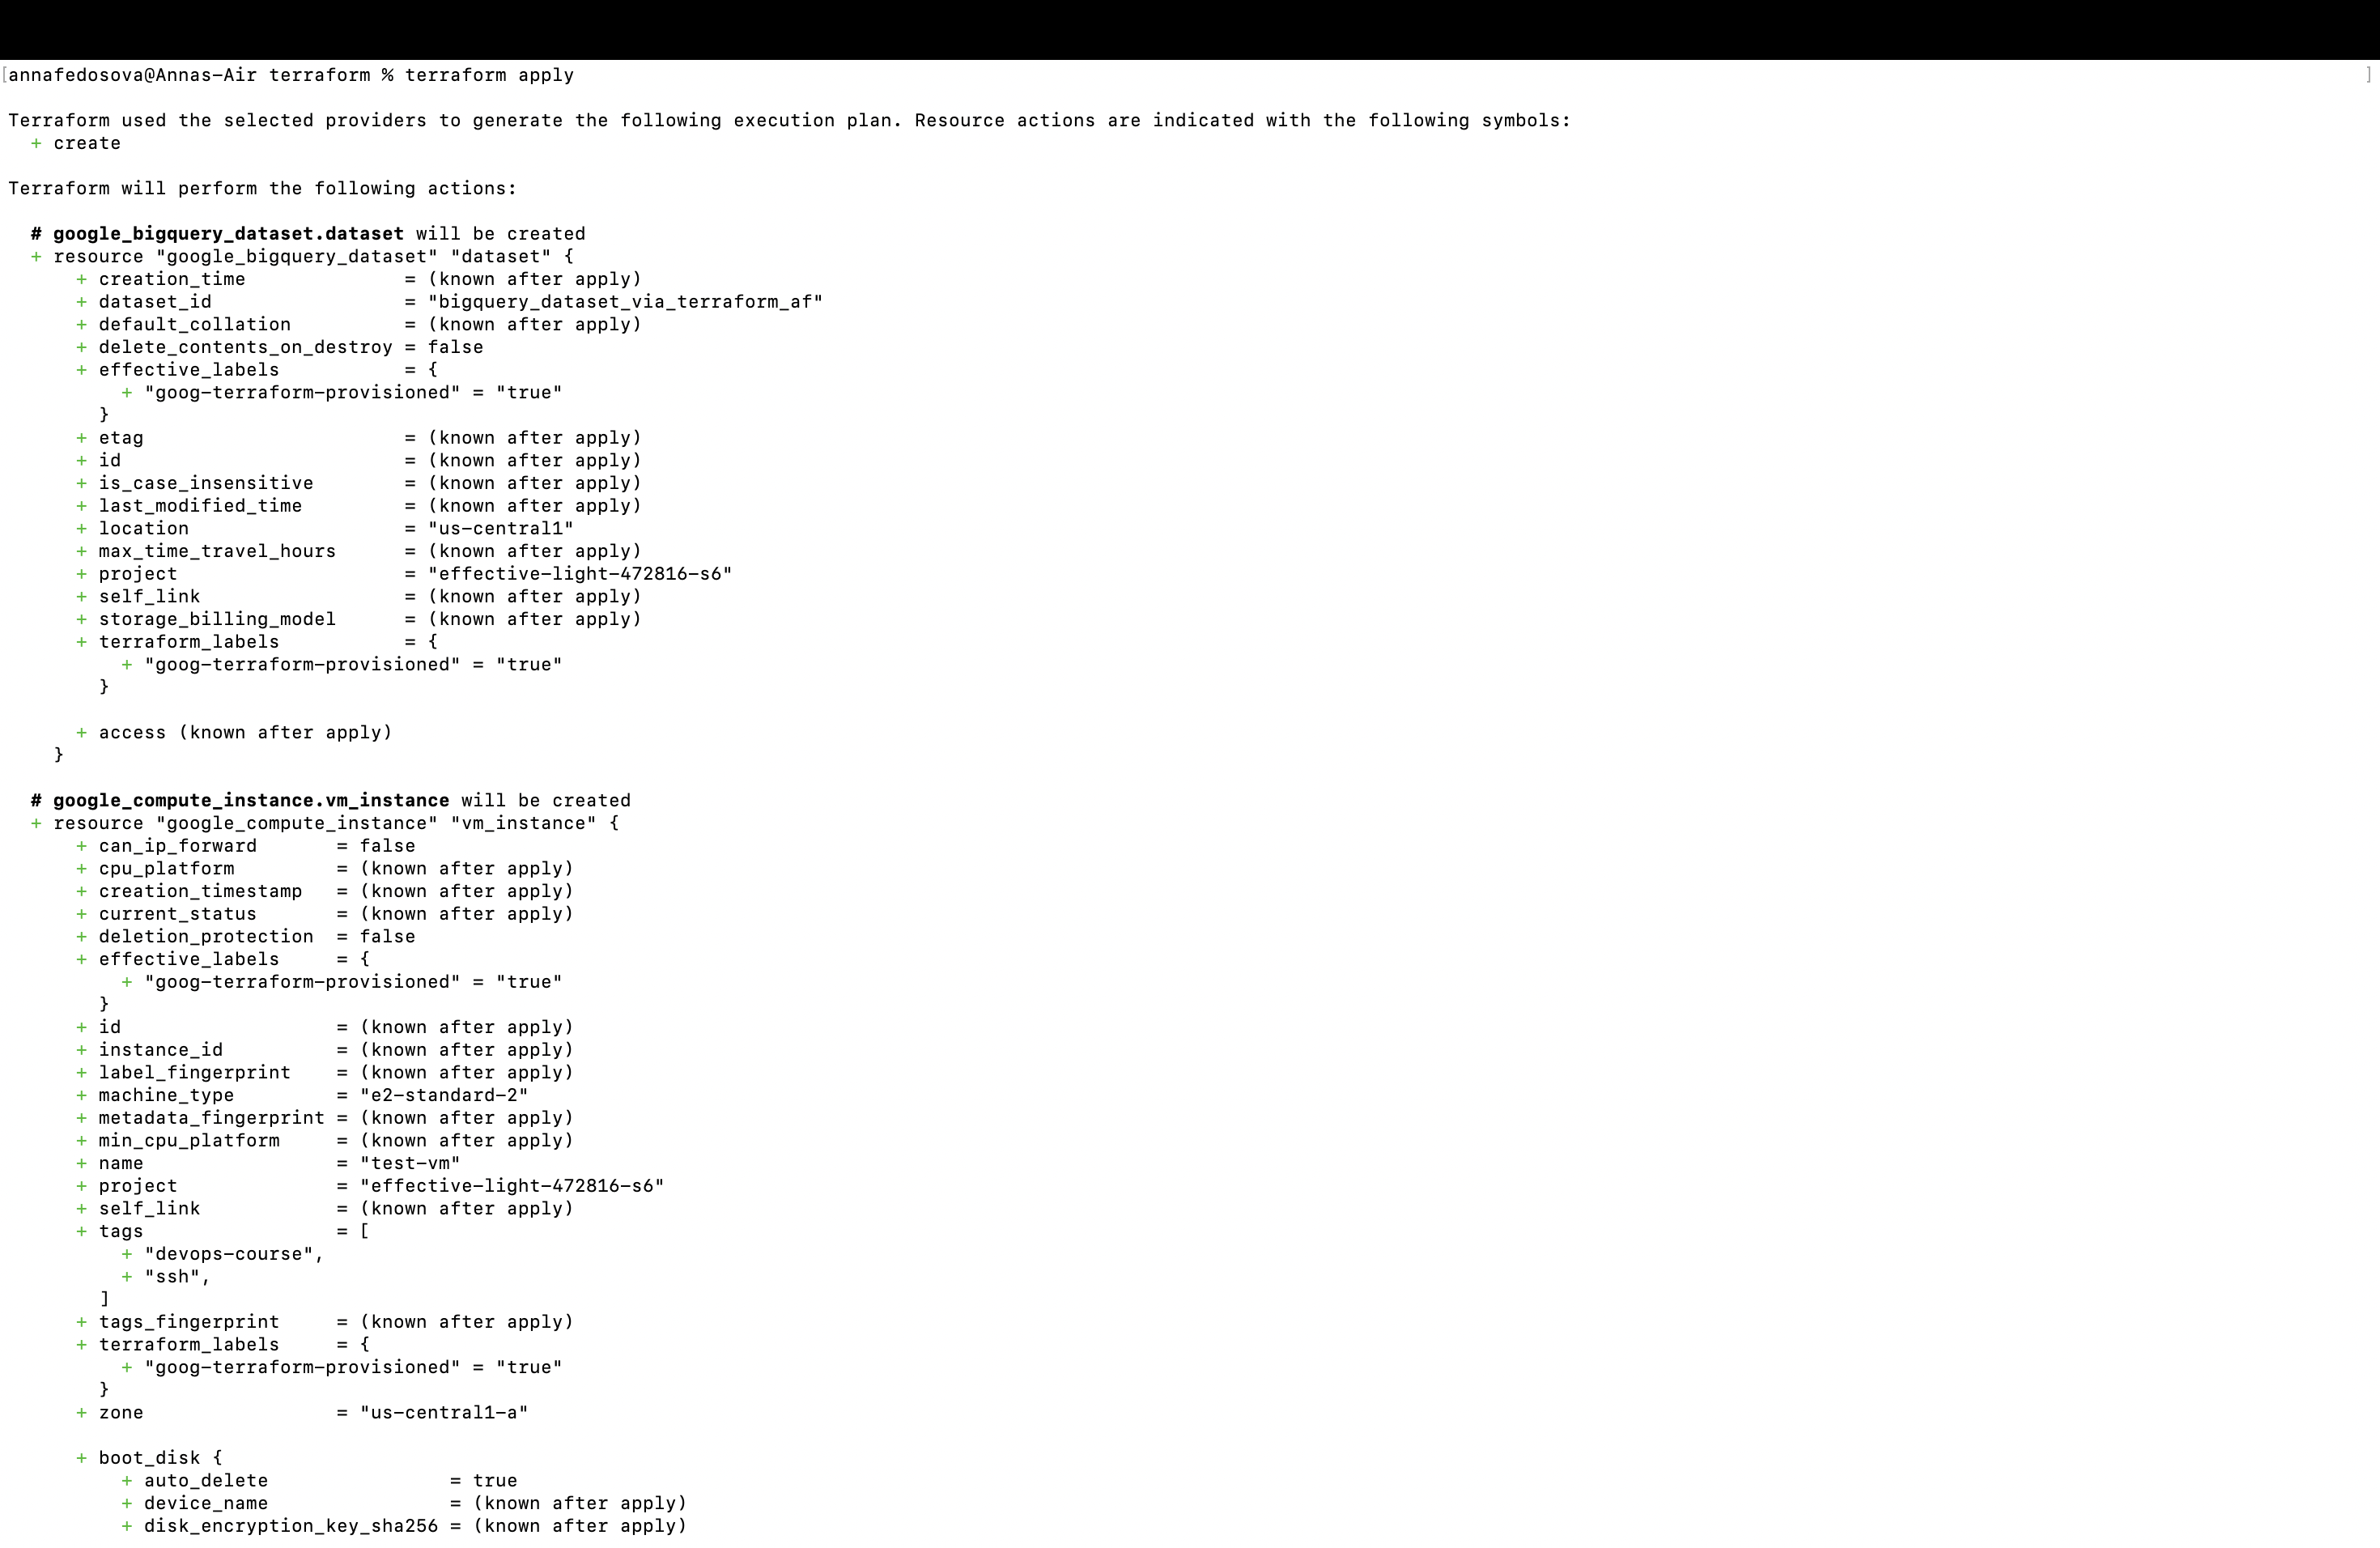 [annafedosova@Annas-Air terraform % terraform apply ]
Terraform used the selected providers to generate the following execution plan. Resource actions are indicated with the following symbols:
  + create
Terraform will perform the following actions:
  # google_bigquery_dataset.dataset will be created
  + resource "google_bigquery_dataset" "dataset" {
      + creation_time              = (known after apply)
      + dataset_id                 = "bigquery_dataset_via_terraform_af"
      + default_collation          = (known after apply)
      + delete_contents_on_destroy = false
      + effective_labels           = {
          + "goog-terraform-provisioned" = "true"
        }
      + etag                       = (known after apply)
      + id                         = (known after apply)
      + is_case_insensitive        = (known after apply)
      + last_modified_time         = (known after apply)
      + location                   = "us-central1"
      + max_time_travel_hours      = (known after apply)
      + project                    = "effective-light-472816-s6"
      + self_link                  = (known after apply)
      + storage_billing_model      = (known after apply)
      + terraform_labels           = {
          + "goog-terraform-provisioned" = "true"
        }
      + access (known after apply)
    }
  # google_compute_instance.vm_instance will be created
  + resource "google_compute_instance" "vm_instance" {
      + can_ip_forward       = false
      + cpu_platform         = (known after apply)
      + creation_timestamp   = (known after apply)
      + current_status       = (known after apply)
      + deletion_protection  = false
      + effective_labels     = {
          + "goog-terraform-provisioned" = "true"
        }
      + id                   = (known after apply)
      + instance_id          = (known after apply)
      + label_fingerprint    = (known after apply)
      + machine_type         = "e2-standard-2"
      + metadata_fingerprint = (known after apply)
      + min_cpu_platform     = (known after apply)
      + name                 = "test-vm"
      + project              = "effective-light-472816-s6"
      + self_link            = (known after apply)
      + tags                 = [
          + "devops-course",
          + "ssh",
        ]
      + tags_fingerprint     = (known after apply)
      + terraform_labels     = {
          + "goog-terraform-provisioned" = "true"
        }
      + zone                 = "us-central1-a"
      + boot_disk {
          + auto_delete                = true
          + device_name                = (known after apply)
          + disk_encryption_key_sha256 = (known after apply)